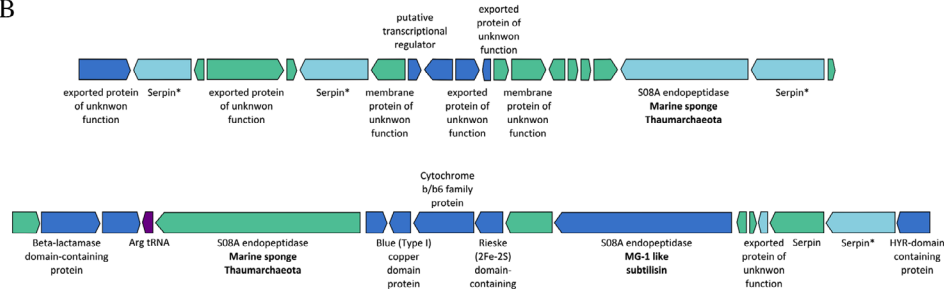 B
putative
transcriptional
regulator
exported
protein of
unknwon
function
exported protein
of unknwon
function
Serpin*
exported protein
of unknwon
function
Serpin*
membrane
protein of
unknwon
function
exported
protein of
unknwon
function
membrane
protein of
unknwon
function
S08A endopeptidase
Marine sponge
Thaumarchaeota
Serpin*
Cytochrome
b/b6 family
protein
Beta-lactamase
domain-containing
protein
Arg tRNA
S08A endopeptidase
Marine sponge
Thaumarchaeota
Blue (Type I)
copper
domain
protein
Rieske
(2Fe-2S)
domain-
containing
S08A endopeptidase
MG-1 like
subtilisin
exported
protein of
unknwon
function
Serpin
Serpin*
HYR-domain
containing
protein